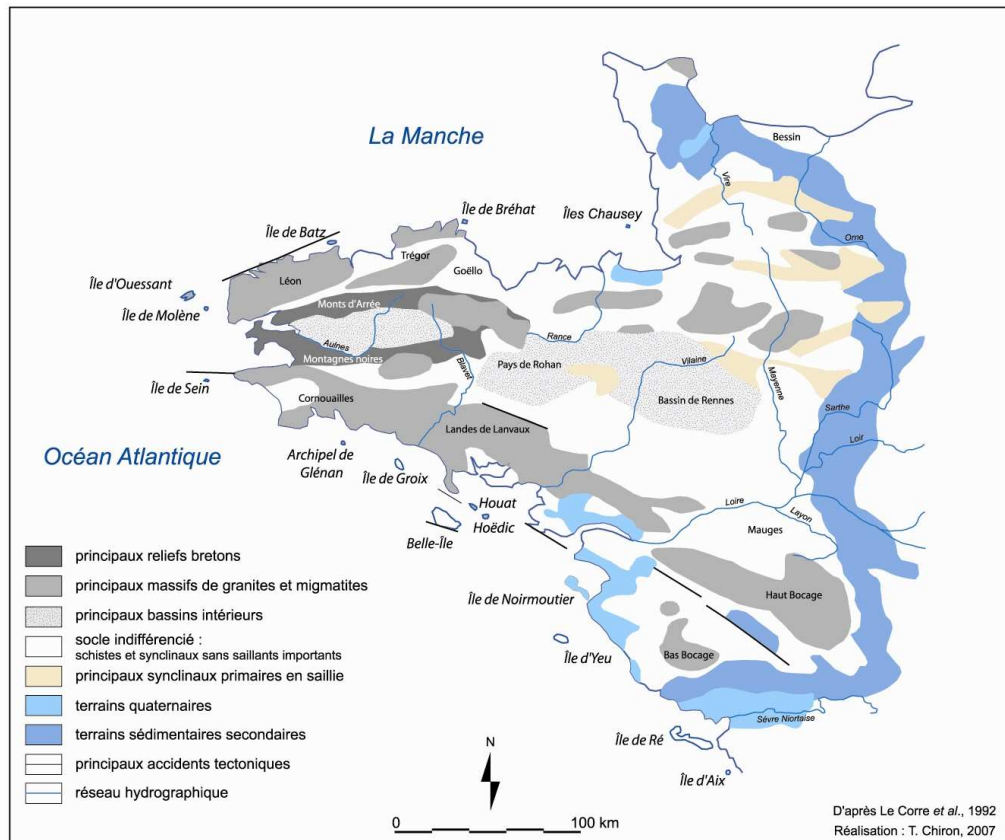 La Manche
Bessin
Vire
Île de Bréhat
Îles Chausey
Île de Batz
Orne
Trégor
Goëllo
Île d'Ouessant
Léon
Île de Molène
Monts d'Arrée
Aulnes
Rance
Montagnes noires
Blavet
Pays de Rohan
Vilaine
Mayenne
Île de Sein
Cornouailles
Bassin de Rennes
Sarthe
Landes de Lanvaux
Loir
Océan Atlantique
Archipel de
Glénan
Île de Groix
Houat
Hoëdic
Loire
Layon
Belle-Île
Mauges
Île de Noirmoutier
Haut Bocage
Île d'Yeu
Bas Bocage
Sèvre Niortaise
Île de Ré
Île d'Aix
principaux reliefs bretons
principaux massifs de granites et migmatites
principaux bassins intérieurs
socle indifférencié :
schistes et synclinaux sans saillants importants
principaux synclinaux primaires en saillie
terrains quaternaires
terrains sédimentaires secondaires
principaux accidents tectoniques
réseau hydrographique
N
0 100 km
D'après Le Corre et al., 1992
Réalisation : T. Chiron, 2007